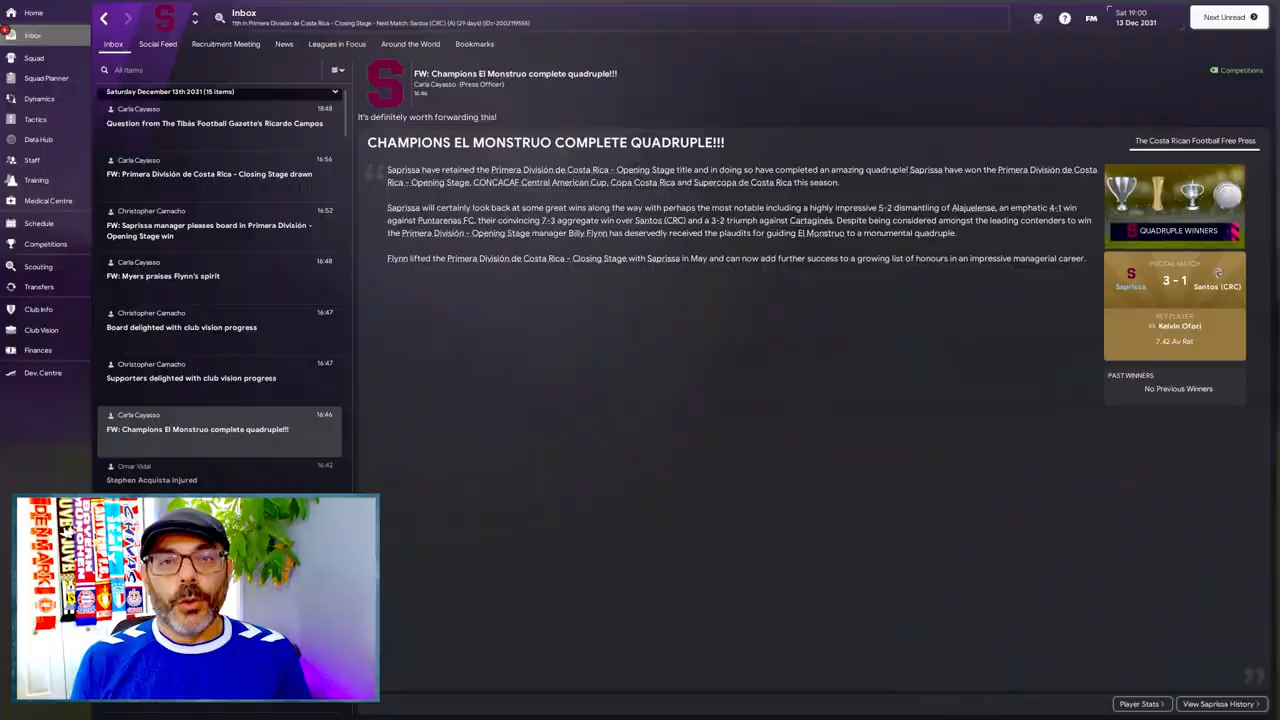 Home
Inbox
Squad
Squad Planner
Dynamics
Tactics
Data Hub
Staff
Training
Medical Centre
Schedule
Competitions
Scouting
Transfers
Club Info
Club Vision
Finances
Dev. Centre
Inbox
11th in Primera División de Costa Rica - Closing Stage - Next Match: Santos (CRC) (A) (29 days) (ID:r-2002119555)
FM
Sat 19:00
13 Dec 2031
Next Unread
Inbox
Social Feed
Recruitment Meeting
News
Leagues in Focus
Around the World
Bookmarks
All Items
Saturday December 13th 2031 (15 items)
Carla Cayasso 18:48
Question from The Tibás Football Gazette's Ricardo Campos
Carla Cayasso 16:56
FW: Primera División de Costa Rica - Closing Stage drawn
Christopher Camacho 16:52
FW: Saprissa manager pleases board in Primera División -
Opening Stage win
Carla Cayasso 16:48
FW: Myers praises Flynn's spirit
Christopher Camacho 16:47
Board delighted with club vision progress
Christopher Camacho 16:47
Supporters delighted with club vision progress
Carla Cayasso 16:46
FW: Champions El Monstruo complete quadruple!!!
Omar Vidal 16:42
Stephen Acquista injured
FW: Champions El Monstruo complete quadruple!!!
Carla Cayasso (Press Officer)
16:46
Competitions
It's definitely worth forwarding this!
CHAMPIONS EL MONSTRUO COMPLETE QUADRUPLE!!!
The Costa Rican Football Free Press
Saprissa have retained the Primera División de Costa Rica - Opening Stage title and in doing so have completed an amazing quadruple! Saprissa have won the Primera División de Costa
Rica - Opening Stage, CONCACAF Central American Cup, Copa Costa Rica and Supercopa de Costa Rica this season.
Saprissa will certainly look back at some great wins along the way with perhaps the most notable including a highly impressive 5-2 dismantling of Alajuelense, an emphatic 4-1 win
against Puntarenas FC, their convincing 7-3 aggregate win over Santos (CRC) and a 3-2 triumph against Cartaginés. Despite being considered amongst the leading contenders to win
the Primera División - Opening Stage manager Billy Flynn has deservedly received the plaudits for guiding El Monstruo to a monumental quadruple.
Flynn lifted the Primera División de Costa Rica - Closing Stage with Saprissa in May and can now add further success to a growing list of honours in an impressive managerial career.
QUADRUPLE WINNERS
PIVOTAL MATCH
Saprissa 3 - 1 Santos (CRC)
KEY PLAYER
Kelvin Ofori
7.42 Av Rat
PAST WINNERS
No Previous Winners
DENMARK
JUVE
BAYERN
CHIVAS
Player Stats
View Saprissa History